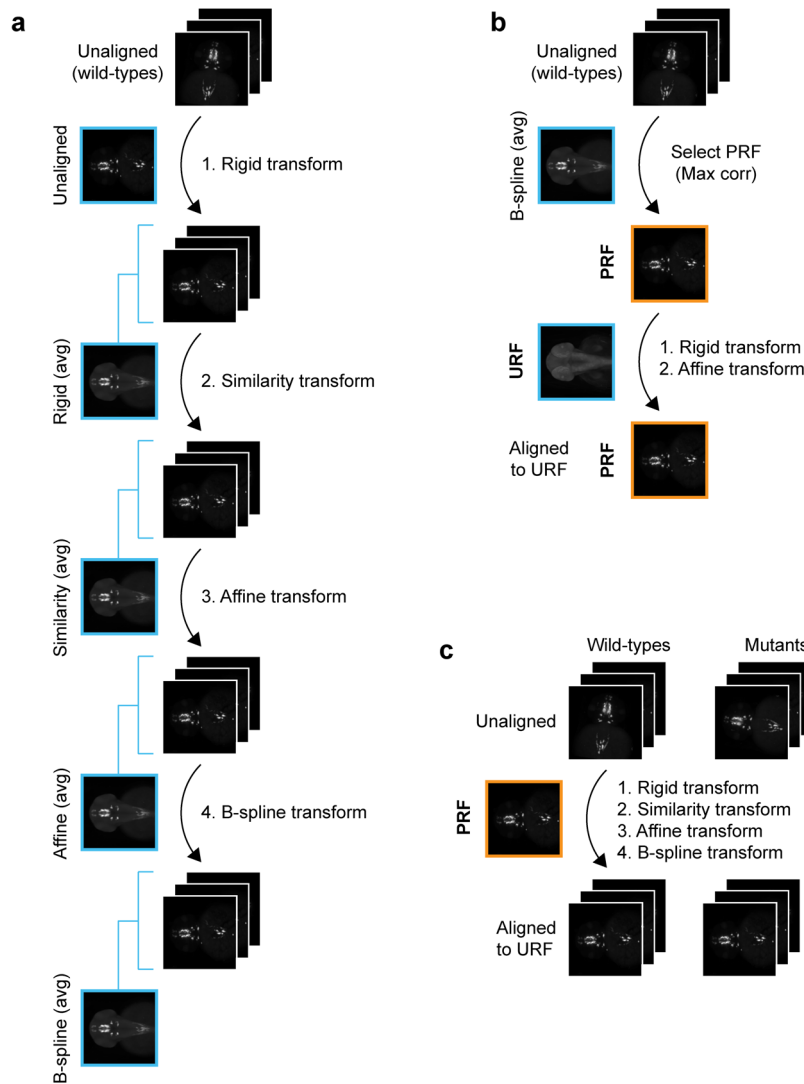 a
Unaligned
(wild-types)
Unaligned
1. Rigid transform
Rigid (avg)
2. Similarity transform
Similarity (avg)
3. Affine transform
Affine (avg)
4. B-spline transform
B-spline (avg)
b
Unaligned
(wild-types)
B-spline (avg)
Select PRF
(Max corr)
PRF
URF
1. Rigid transform
2. Affine transform
Aligned
to URF
PRF
c
Wild-types
Mutants
Unaligned
PRF
1. Rigid transform
2. Similarity transform
3. Affine transform
4. B-spline transform
Aligned
to URF